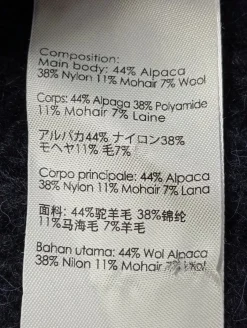 Composition:
Main body: 44% Alpaca
38% Nylon 11% Mohair 7% Wool
Corps: 44% Alpaga 38% Polyamide
11% Mohair 7% Laine
アルパカ44% ナイロン38%
モヘヤ11% 毛7%
Corpo principale: 44% Alpaca
38% Nylon 11% Mohair 7% Lana
面料: 44%驼羊毛 38%锦纶
11%马海毛 7%羊毛
Bahan utama: 44% Wol Alpaca
38% Nilon 11% Mohair 7% Wol